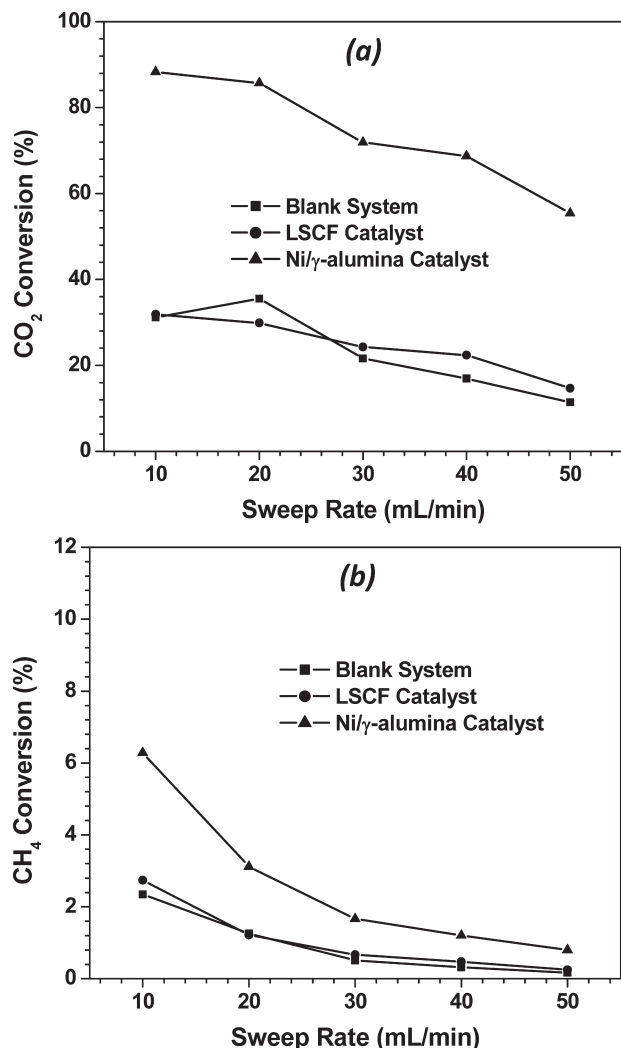 (a)
100
80
60
40
20
0
CO₂ Conversion (%)
Blank System
LSCF Catalyst
Ni/γ-alumina Catalyst
10 20 30 40 50
Sweep Rate (mL/min)
(b)
12
10
8
6
4
2
0
CH₄ Conversion (%)
Blank System
LSCF Catalyst
Ni/γ-alumina Catalyst
10 20 30 40 50
Sweep Rate (mL/min)